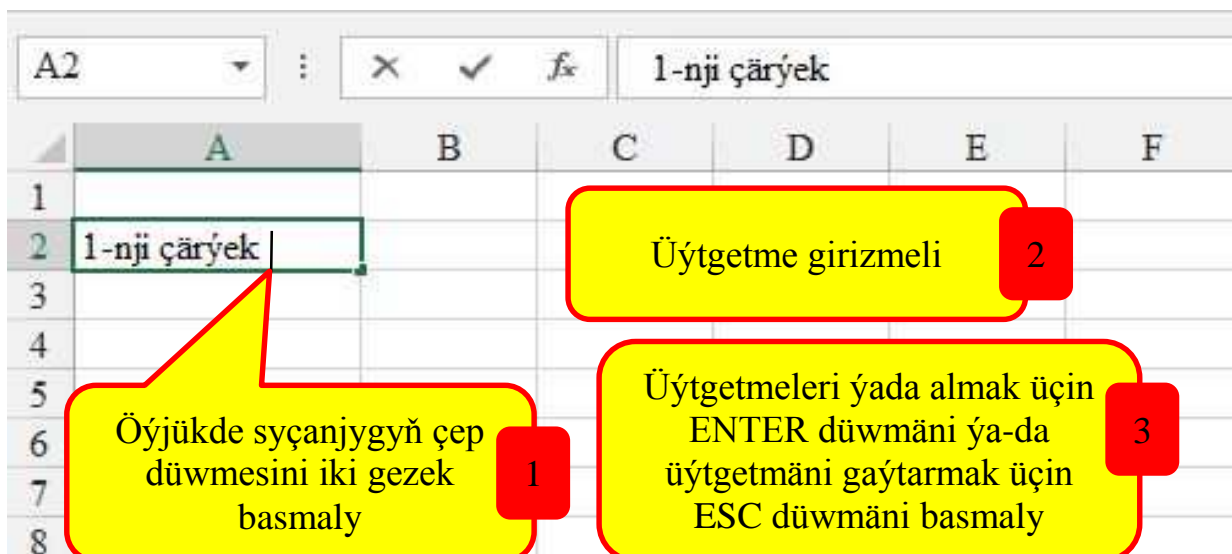 A2 fx 1-nji çärýek
A B C D E F
1
2 1-nji çärýek
3
4
5
6
7
8
Öýjükde syçanjygyň çep
düwmesini iki gezek
basmaly
1
Üýtgetme girizmeli
2
Üýtgetmeleri ýada almak üçin
ENTER düwmäni ýa-da
üýtgetmäni gaýtarmak üçin
ESC düwmäni basmaly
3